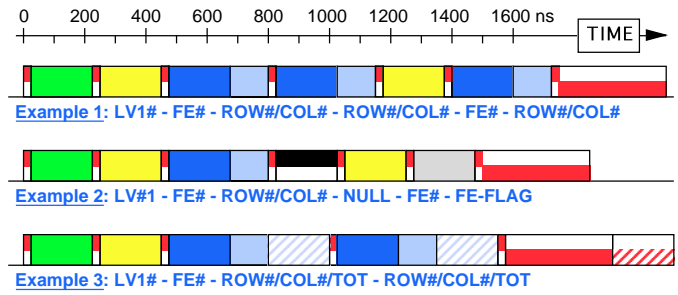 0 200 400 600 800 1000 1200 1400 1600 ns
TIME
Example 1: LV1# - FE# - ROW#/COL# - ROW#/COL# - FE# - ROW#/COL#
Example 2: LV#1 - FE# - ROW#/COL# - NULL - FE# - FE-FLAG
Example 3: LV1# - FE# - ROW#/COL#/TOT - ROW#/COL#/TOT